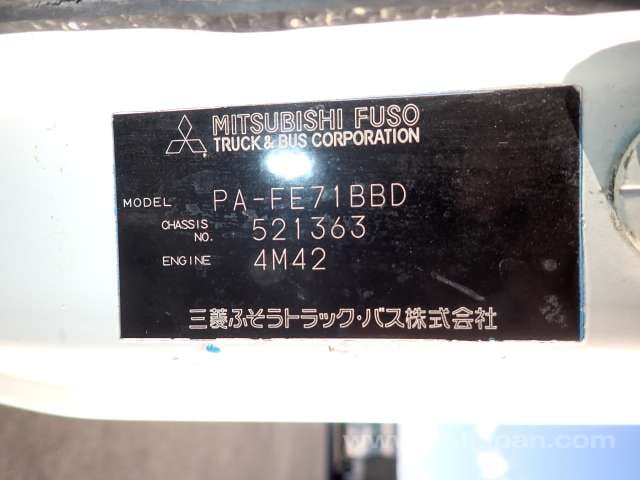 MITSUBISHI FUSO
TRUCK & BUS CORPORATION
MODEL PA-FE71BBD
CHASSIS NO. 521363
ENGINE 4M42
三菱ふそうトラック・バス株式会社